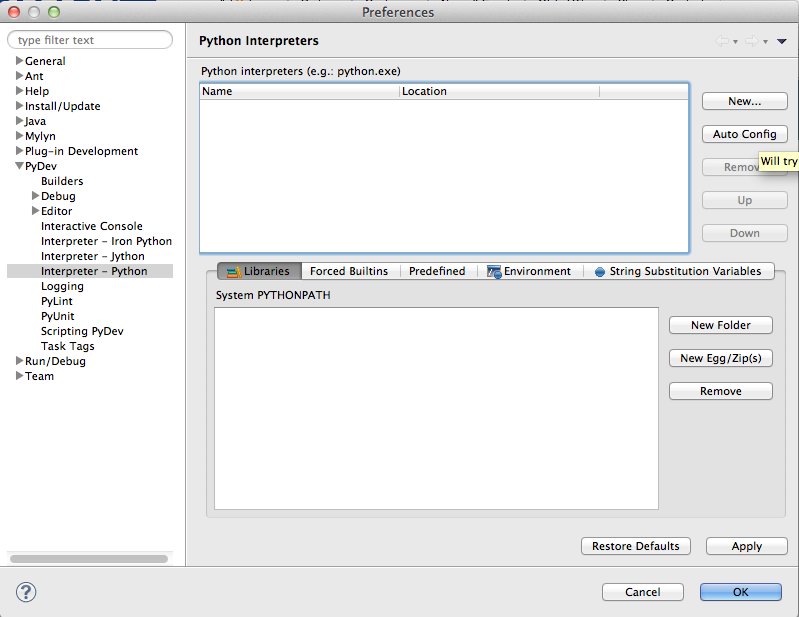 Preferences
type filter text
General
Ant
Help
Install/Update
Java
Mylyn
Plug-in Development
PyDev
Builders
Debug
Editor
Interactive Console
Interpreter - Iron Python
Interpreter - Jython
Interpreter - Python
Logging
PyLint
PyUnit
Scripting PyDev
Task Tags
Run/Debug
Team
Python Interpreters
Python interpreters (e.g.: python.exe)
Name Location
New...
Auto Config
Will try
Up
Down
Libraries Forced Builtins Predefined Environment String Substitution Variables
System PYTHONPATH
New Folder
New Egg/Zip(s)
Remove
Restore Defaults Apply
? Cancel OK